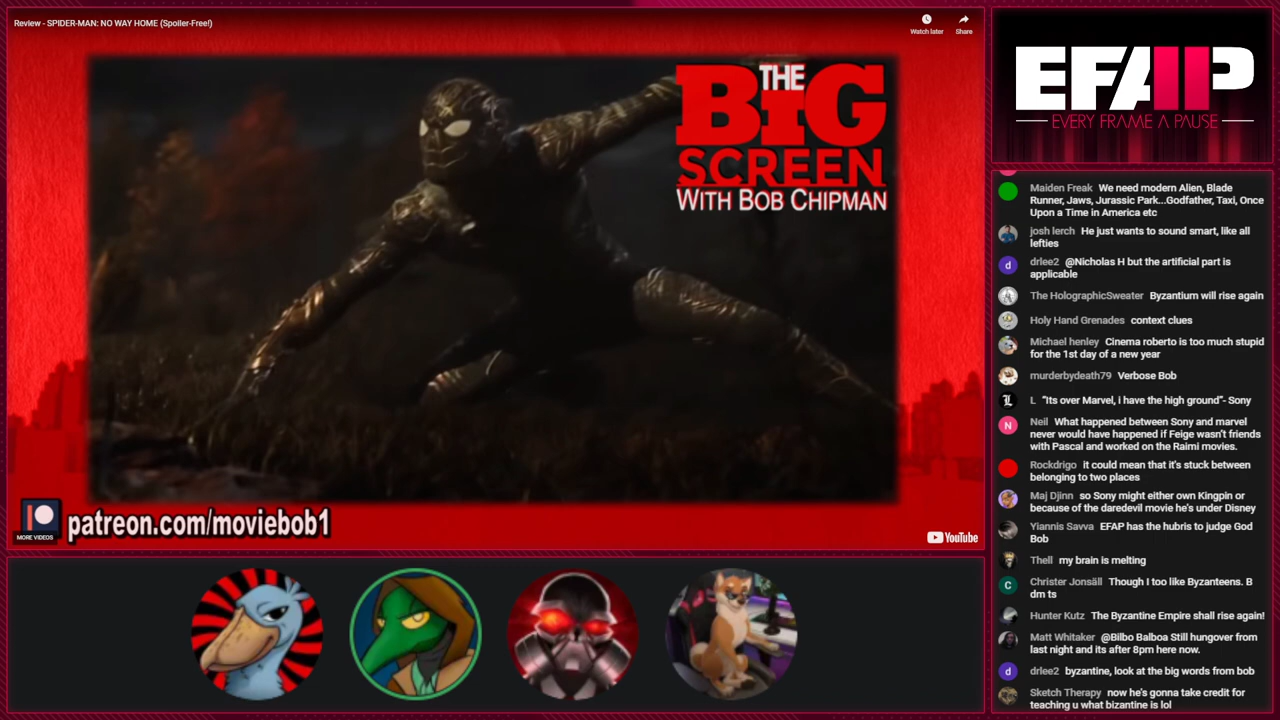 Review - SPIDER-MAN: NO WAY HOME (Spoiler-Free!)
Watch later
Share
THE
BIG
SCREEN
WITH BOB CHIPMAN
MORE VIDEOS
patreon.com/moviebob1
YouTube
EFAP
EVERY FRAME A PAUSE
Maiden Freak We need modern Alien, Blade
Runner, Jaws, Jurassic Park...Godfather, Taxi, Once
Upon a Time in America etc
josh lerch He just wants to sound smart, like all
lefties
d
drlee2 @Nicholas H but the artificial part is
applicable
The HolographicSweater Byzantium will rise again
Holy Hand Grenades context clues
Michael henley Cinema roberto is too much stupid
for the 1st day of a new year
murderbydeath79 Verbose Bob
L
L "Its over Marvel, i have the high ground"- Sony
N
Neil What happened between Sony and marvel
never would have happened if Feige wasn't friends
with Pascal and worked on the Raimi movies.
Rockdrigo it could mean that it's stuck between
belonging to two places
Maj Djinn so Sony might either own Kingpin or
because of the daredevil movie he's under Disney
Yiannis Savva EFAP has the hubris to judge God
Bob
Thell my brain is melting
C
Christer Jonsäll Though I too like Byzanteens. B
dm ts
Hunter Kutz The Byzantine Empire shall rise again!
Matt Whitaker @Bilbo Balboa Still hungover from
last night and its after 8pm here now.
d
drlee2 byzantine, look at the big words from bob
Sketch Therapy now he's gonna take credit for
teaching u what bizantine is lol